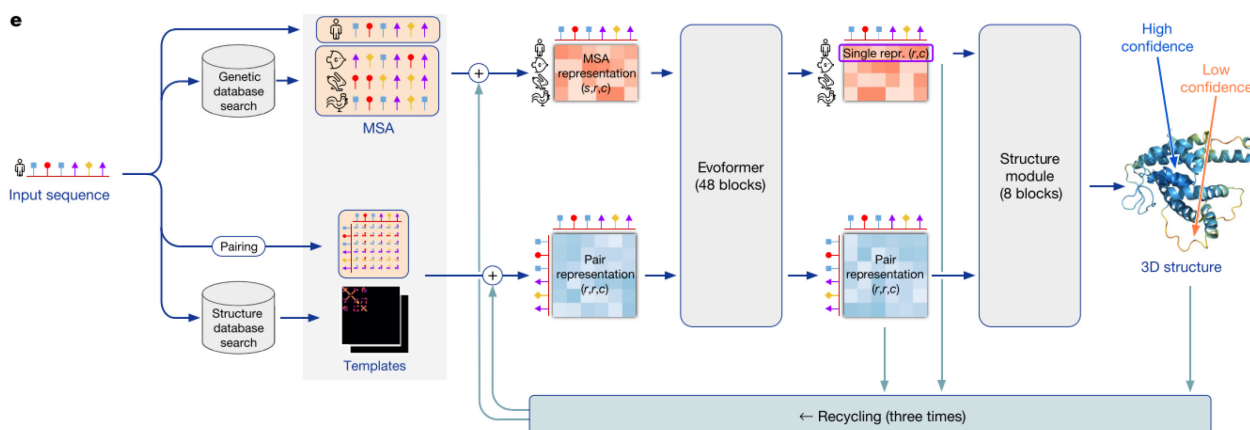 e
Input sequence
Genetic
database
search
Pairing
Structure
database
search
MSA
Templates
+
+
MSA
representation
(s,r,c)
Pair
representation
(r,r,c)
Evoformer
(48 blocks)
Single repr. (r,c)
Pair
representation
(r,r,c)
Structure
module
(8 blocks)
High
confidence
Low
confidence
3D structure
← Recycling (three times)